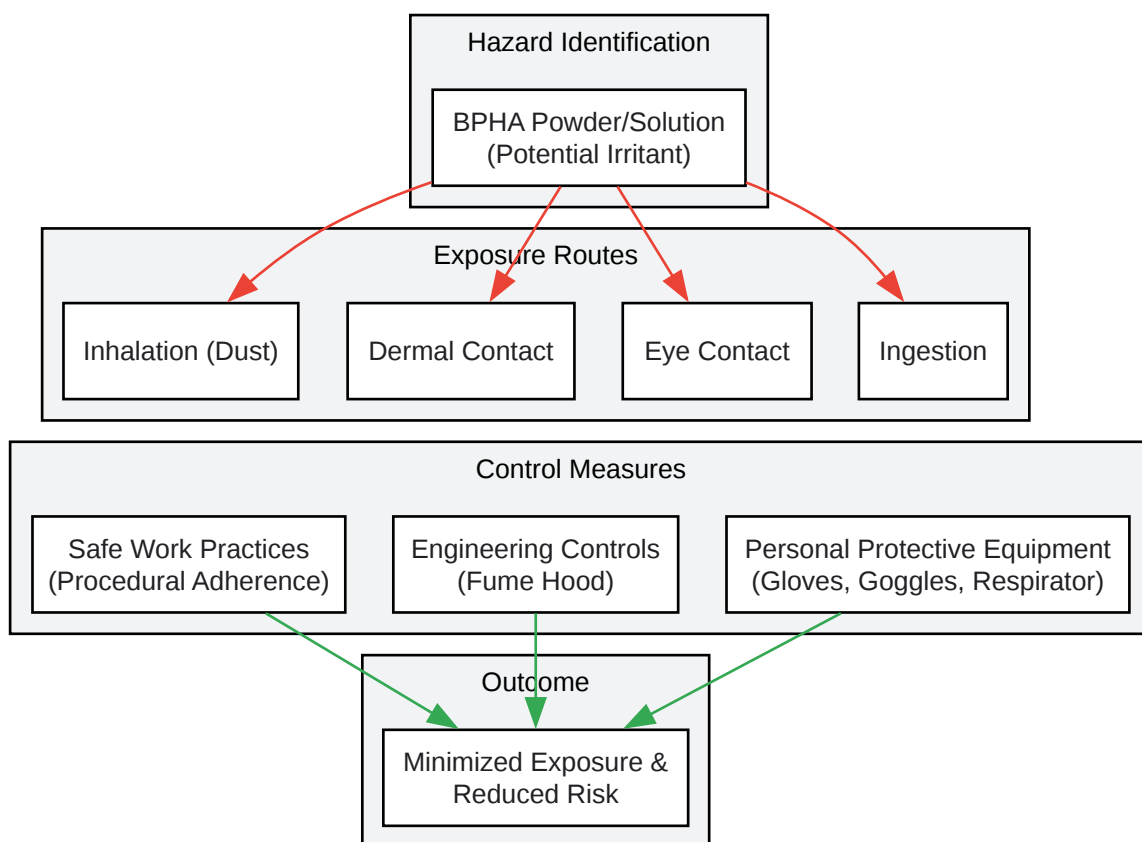 Hazard Identification
BPHA Powder/Solution
(Potential Irritant)
Exposure Routes
Inhalation (Dust)
Dermal Contact
Eye Contact
Ingestion
Control Measures
Safe Work Practices
(Procedural Adherence)
Engineering Controls
(Fume Hood)
Personal Protective Equipment
(Gloves, Goggles, Respirator)
Outcome
Minimized Exposure &
Reduced Risk